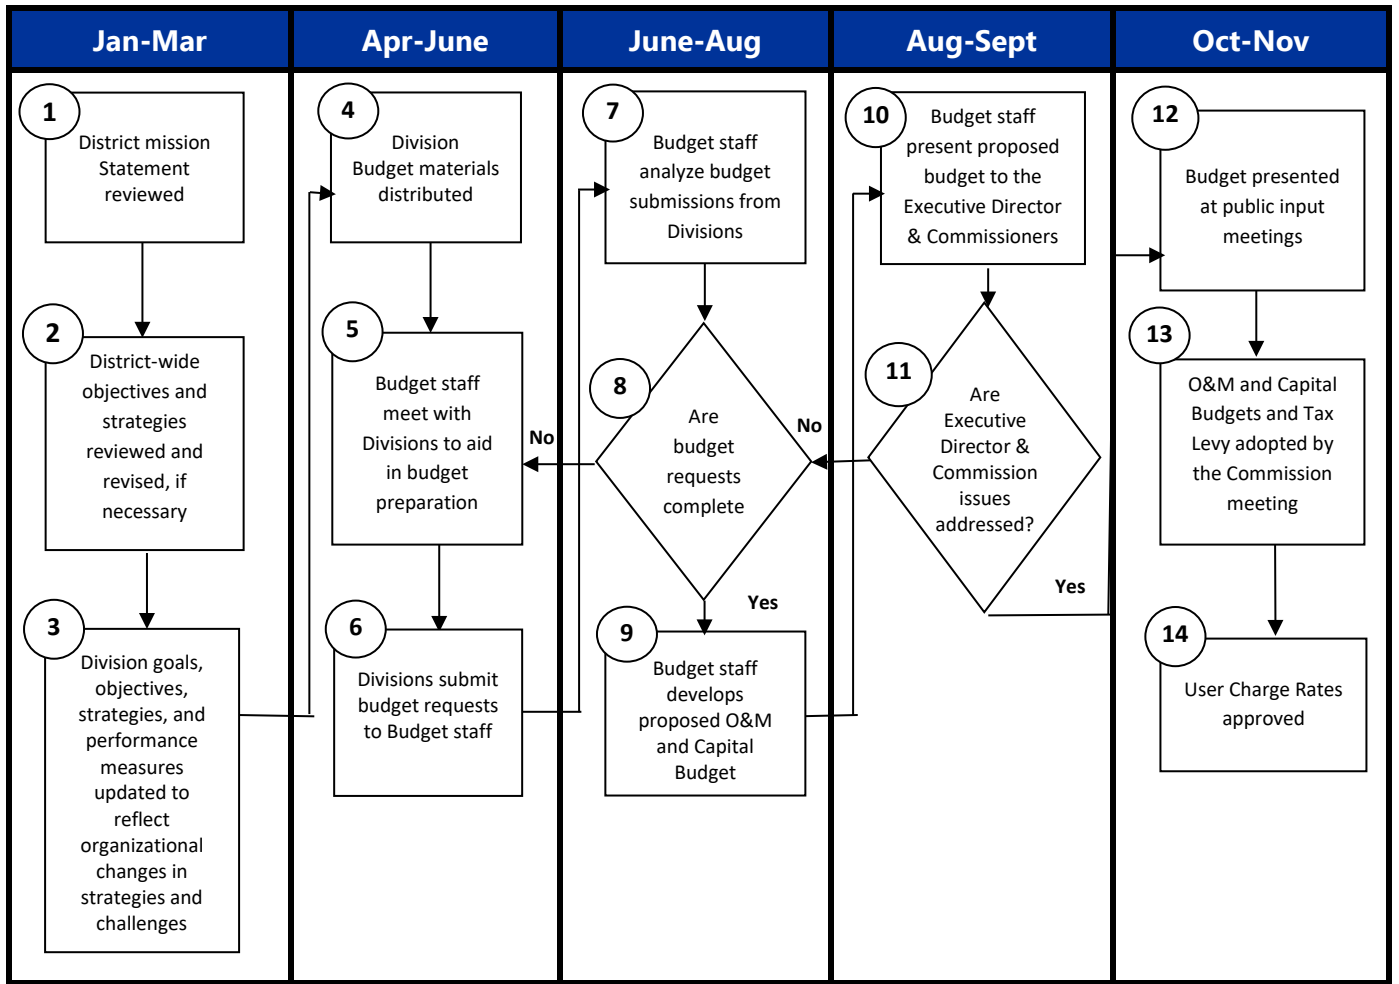 Jan-Mar
Apr-June
June-Aug
Aug-Sept
Oct-Nov
1
District mission
Statement
reviewed
2
District-wide
objectives and
strategies
reviewed and
revised, if
necessary
3
Division goals,
objectives,
strategies, and
performance
measures
updated to
reflect
organizational
changes in
strategies and
challenges
4
Division
Budget materials
distributed
5
Budget staff
meet with
Divisions to aid
in budget
preparation
6
Divisions submit
budget requests
to Budget staff
7
Budget staff
analyze budget
submissions from
Divisions
8
Are
budget
requests
complete
No
Yes
9
Budget staff
develops
proposed O&M
and Capital
Budget
10
Budget staff
present proposed
budget to the
Executive Director
& Commissioners
11
Are
Executive
Director &
Commission
issues
addressed?
No
Yes
12
Budget presented
at public input
meetings
13
O&M and Capital
Budgets and Tax
Levy adopted by
the Commission
meeting
14
User Charge Rates
approved